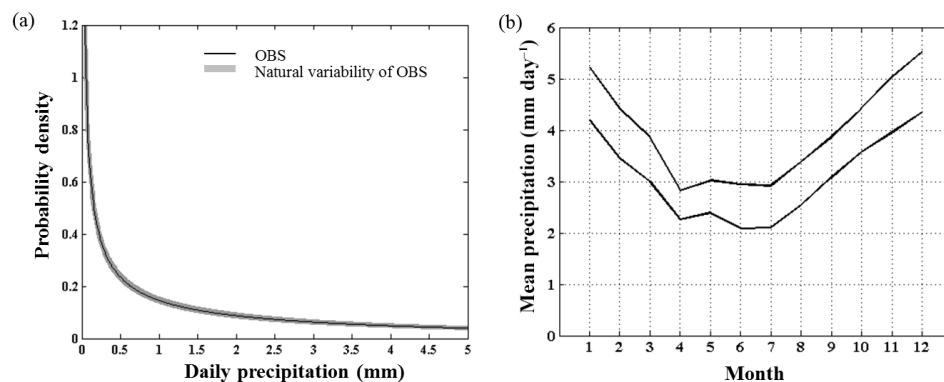 (a)
1.2
1
0.8
0.6
0.4
0.2
0
Probability density
OBS
Natural variability of OBS
0 0.5 1 1.5 2 2.5 3 3.5 4 4.5 5
Daily precipitation (mm)
(b)
6
5
4
3
2
1
0
Mean precipitation (mm day⁻¹)
1 2 3 4 5 6 7 8 9 10 11 12
Month